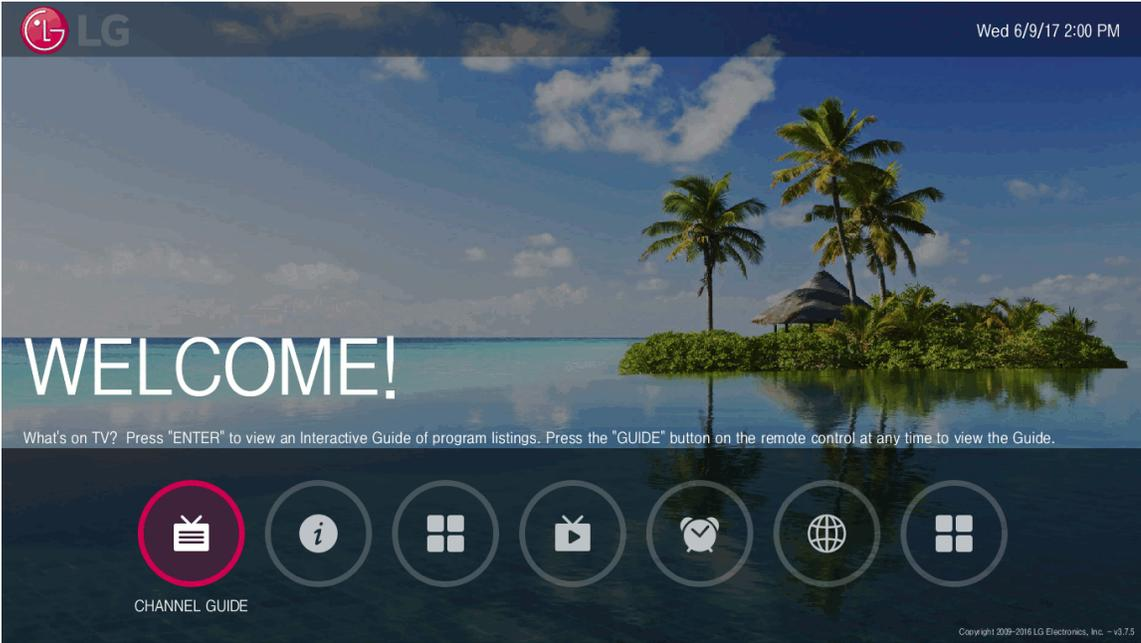 LG
Wed 6/9/17 2:00 PM
WELCOME!
What's on TV? Press "ENTER" to view an Interactive Guide of program listings. Press the "GUIDE" button on the remote control at any time to view the Guide.
CHANNEL GUIDE
Copyright 2009-2016 LG Electronics, Inc. - v3.7.5